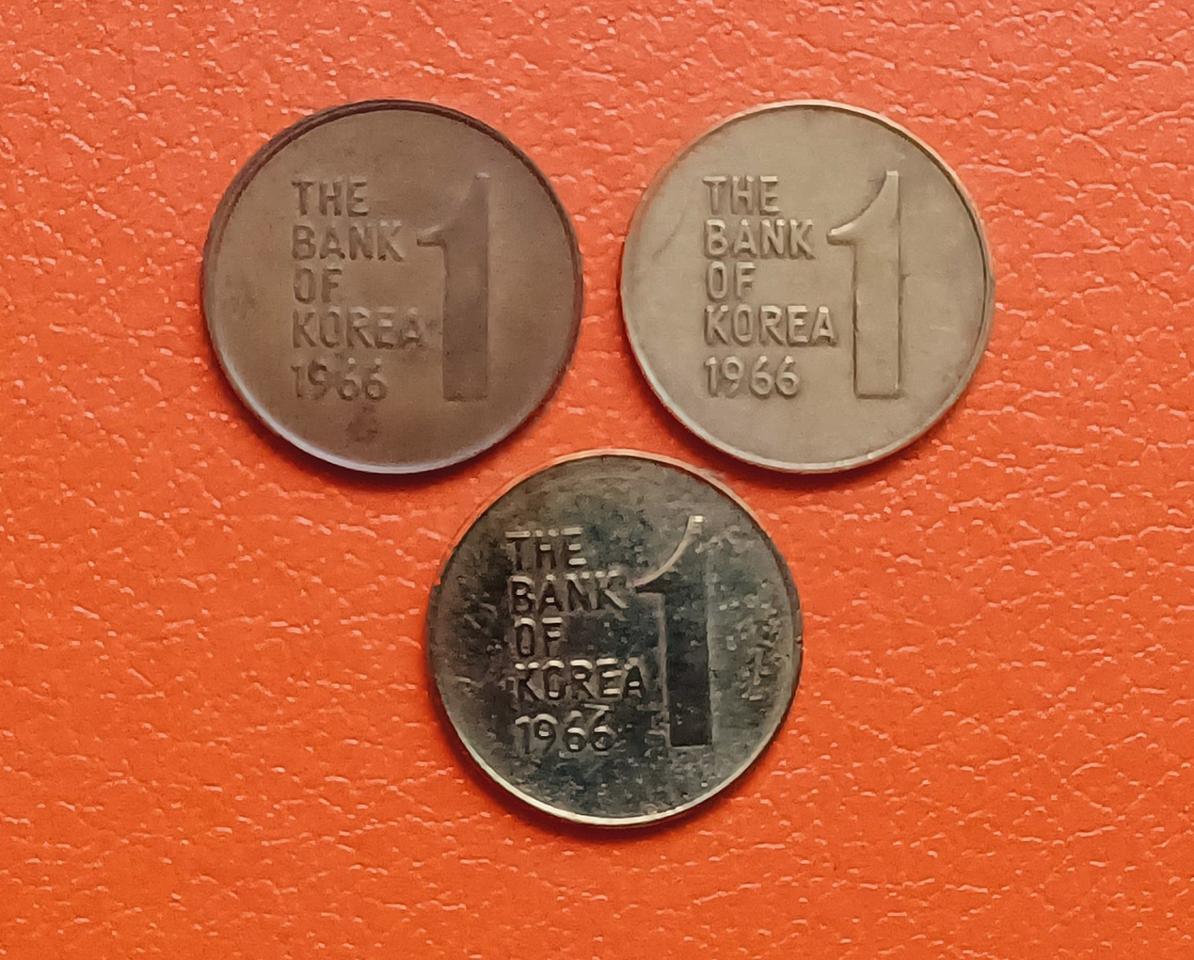 THE
BANK
OF
KOREA
1966
1
THE
BANK
OF
KOREA
1966
1
THE
BANK
OF
KOREA
1966
1